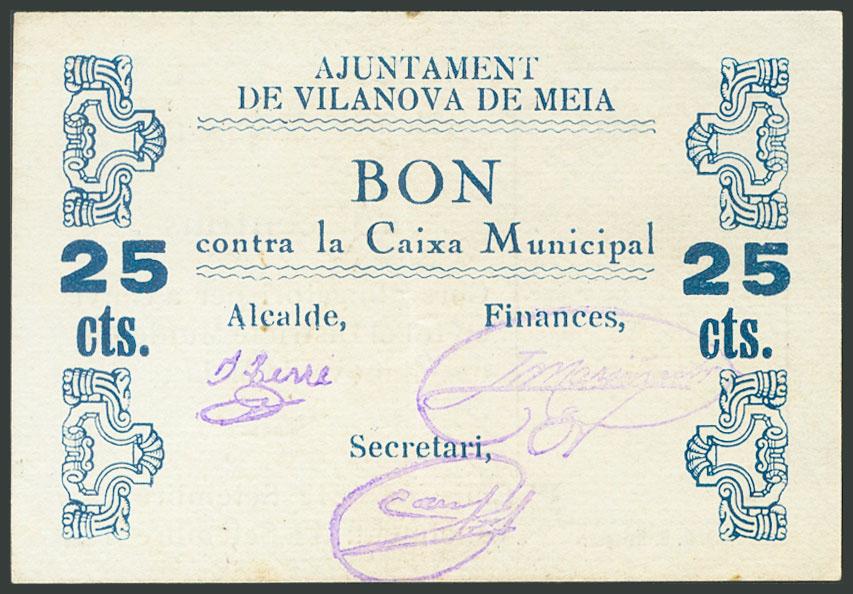 AJUNTAMENT
DE VILANOVA DE MEIA
BON
contra la Caixa Municipal
25
cts.
25
cts.
Alcalde,
Finances,
Secretari,